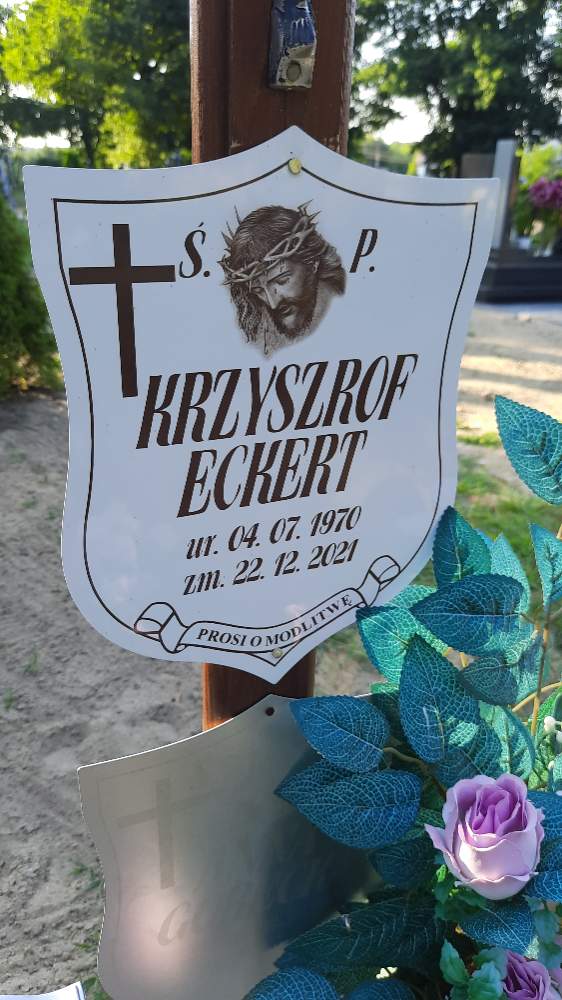 Ś. P.
KRZYSZROF
ECKERT
ur. 04. 07. 1970
zm. 22. 12. 2021
PROSI O MODLITWĘ